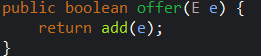 public boolean offer(E e) {
    return add(e);
}